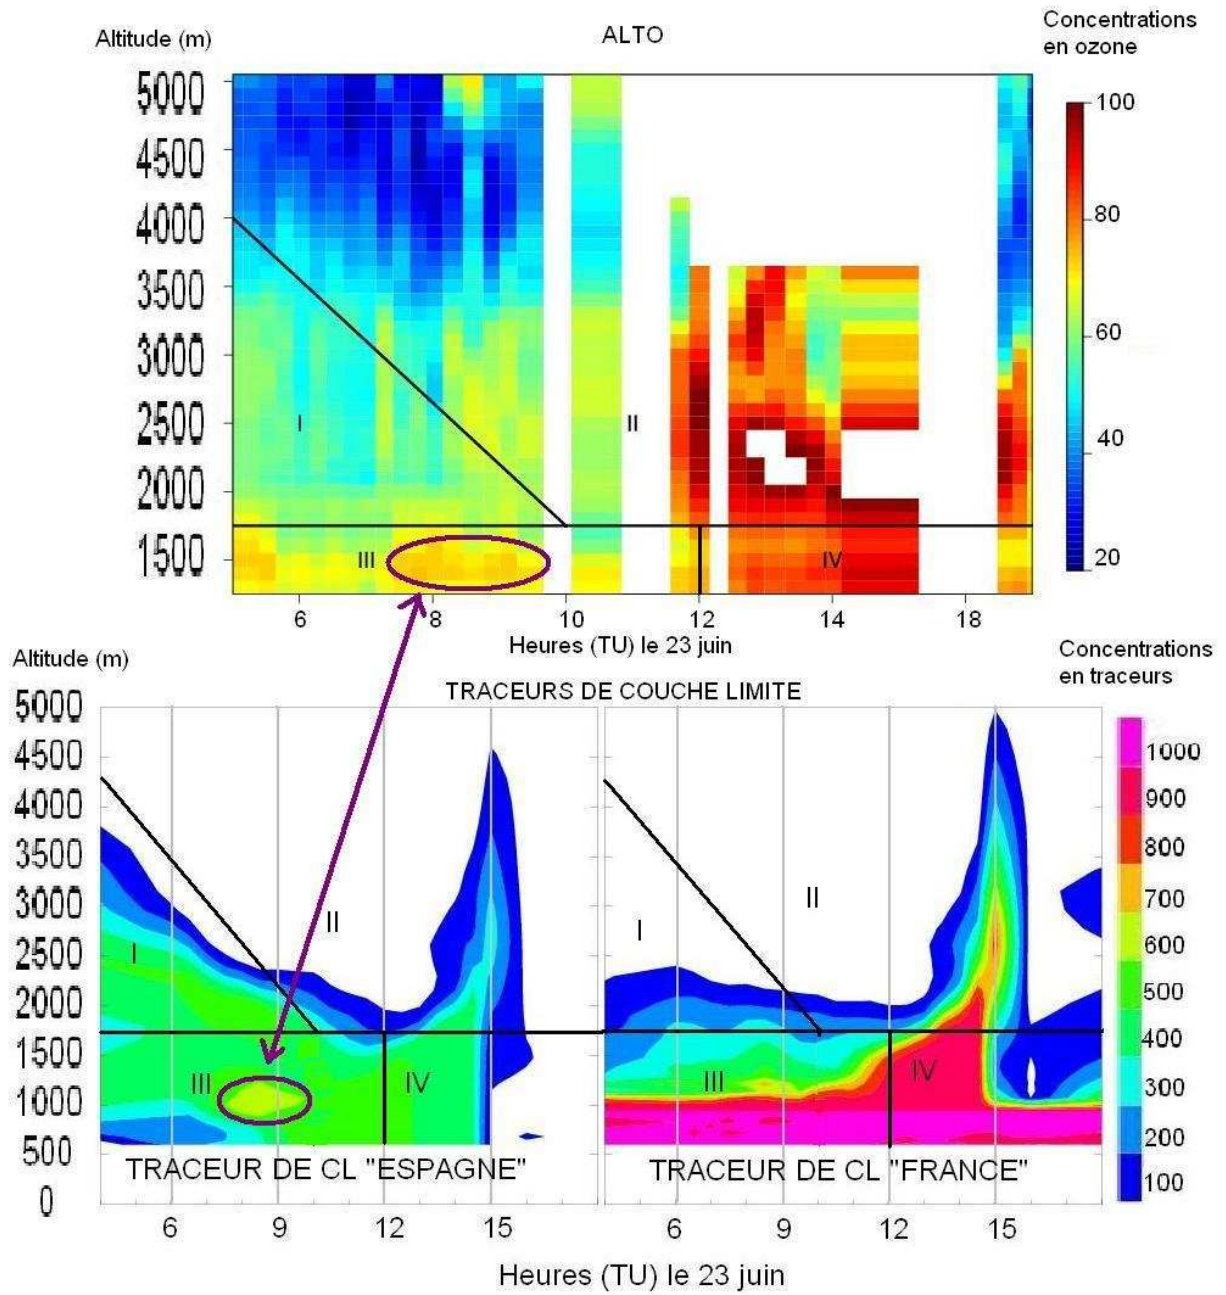 Altitude (m)
ALTO
Concentrations
en ozone
5000
4500
4000
3500
3000
2500
2000
1500
I
II
III
IV
100
80
60
40
20
6
8
10
12
14
16
18
Heures (TU) le 23 juin
Altitude (m)
TRACEURS DE COUCHE LIMITE
Concentrations
en traceurs
5000
4500
4000
3500
3000
2500
2000
1500
1000
500
0
I
II
III
IV
TRACEUR DE CL "ESPAGNE"
6
9
12
15
I
II
III
IV
TRACEUR DE CL "FRANCE"
6
9
12
15
1000
900
800
700
600
500
400
300
200
100
Heures (TU) le 23 juin